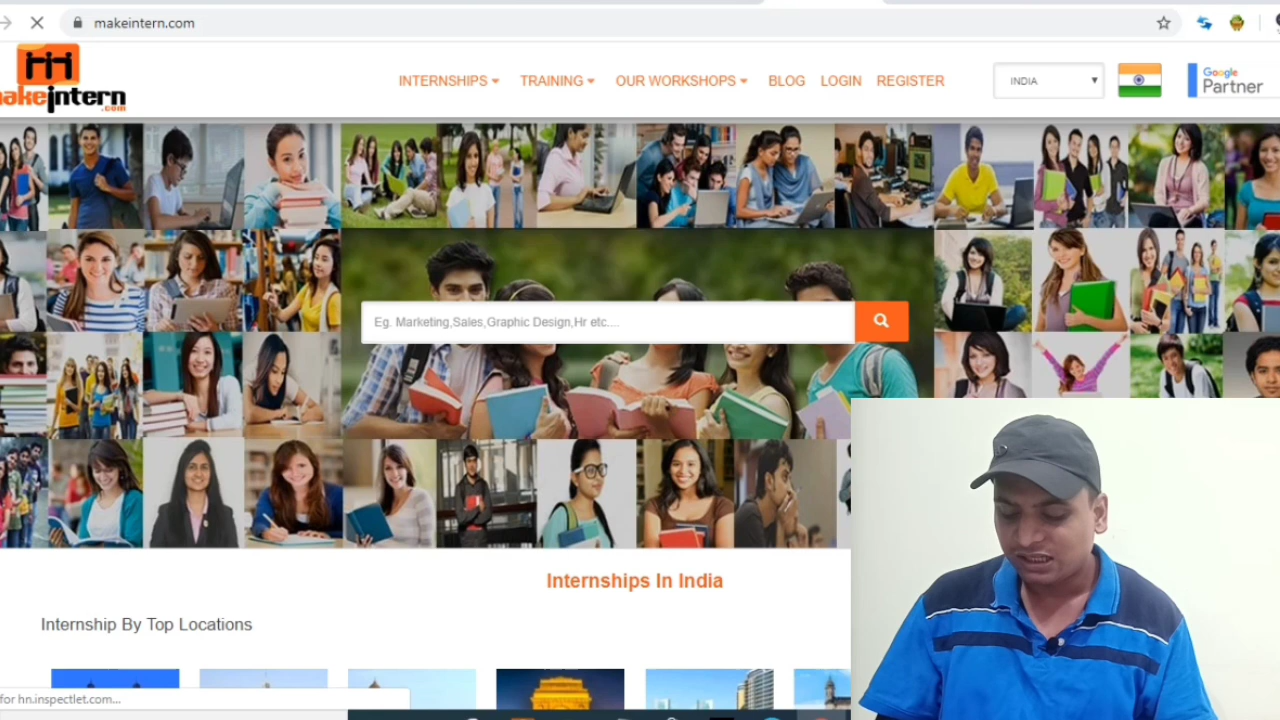 makeintern.com
akeintern
.com
INTERNSHIPS TRAINING OUR WORKSHOPS BLOG LOGIN REGISTER
INDIA
Google
Partner
Eg. Marketing,Sales,Graphic Design,Hr etc....
Internships In India
Internship By Top Locations
for hn.inspectlet.com...